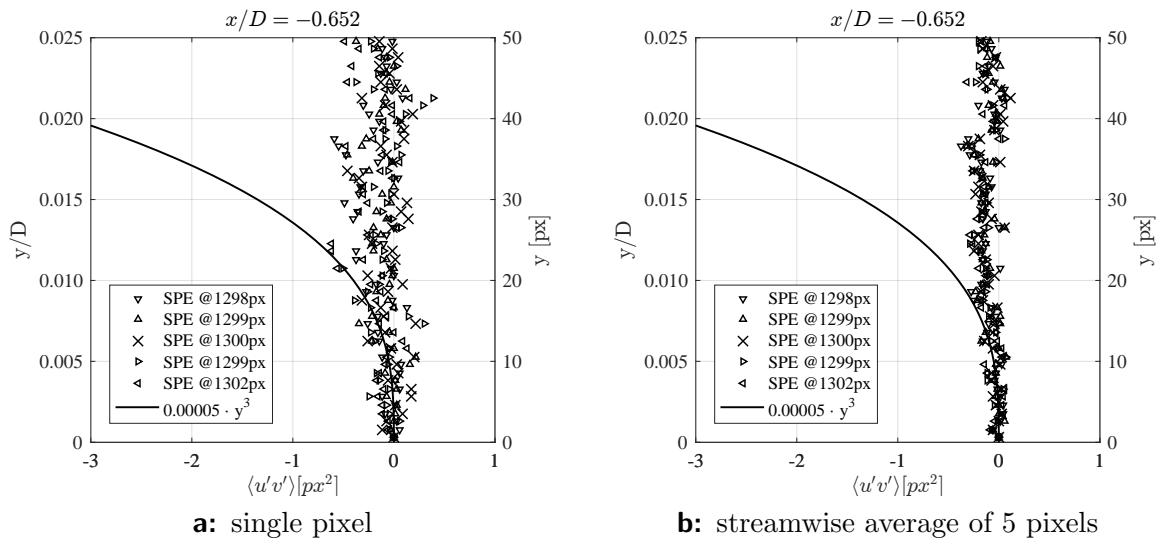 x/D = −0.652
0.025
0.020
0.015
0.010
0.005
0
y/D
50
40
30
20
10
0
y [px]
-3
-2
-1
0
1
⟨u′v′⟩[px²]
SPE @1298px
SPE @1299px
SPE @1300px
SPE @1299px
SPE @1302px
0.00005 · y³
a: single pixel
x/D = −0.652
0.025
0.020
0.015
0.010
0.005
0
y/D
50
40
30
20
10
0
y [px]
-3
-2
-1
0
1
⟨u′v′⟩[px²]
SPE @1298px
SPE @1299px
SPE @1300px
SPE @1299px
SPE @1302px
0.00005 · y³
b: streamwise average of 5 pixels